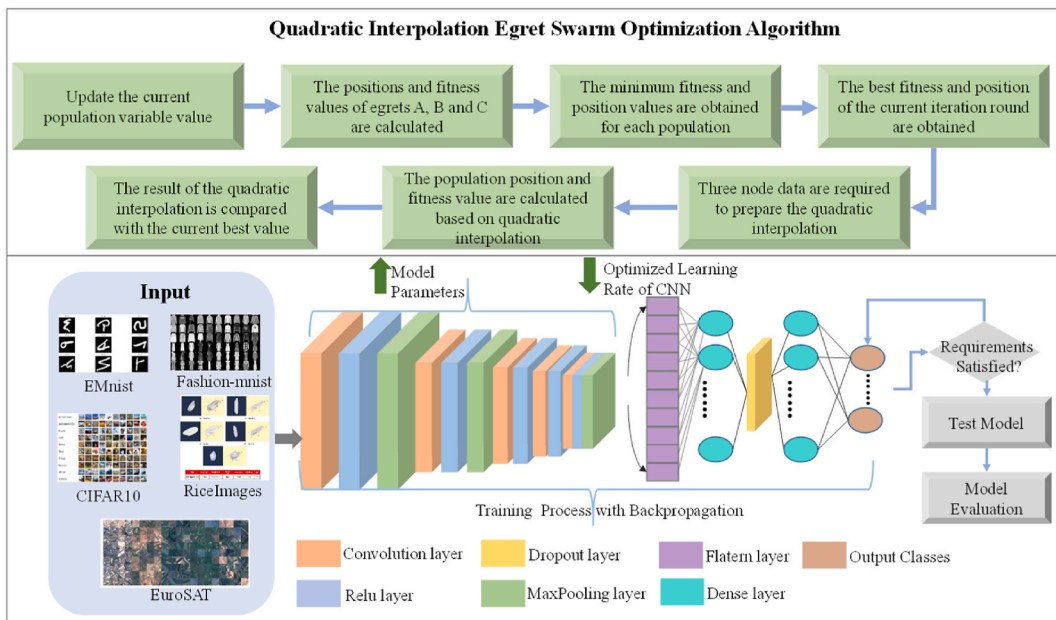 Quadratic Interpolation Egret Swarm Optimization Algorithm
Update the current
population variable value
The positions and fitness
values of egrets A, B and C
are calculated
The minimum fitness and
position values are obtained
for each population
The best fitness and position
of the current iteration round
are obtained
The result of the quadratic
interpolation is compared
with the current best value
The population position and
fitness value are calculated
based on quadratic
interpolation
Three node data are required
to prepare the quadratic
interpolation
Model
Parameters
Optimized Learning
Rate of CNN
Input
EMnist
Fashion-mnist
CIFAR10
RiceImages
EuroSAT
Requirements
Satisfied?
Test Model
Model
Evaluation
Training Process with Backpropagation
Convolution layer
Dropout layer
Flatern layer
Output Classes
Relu layer
MaxPooling layer
Dense layer